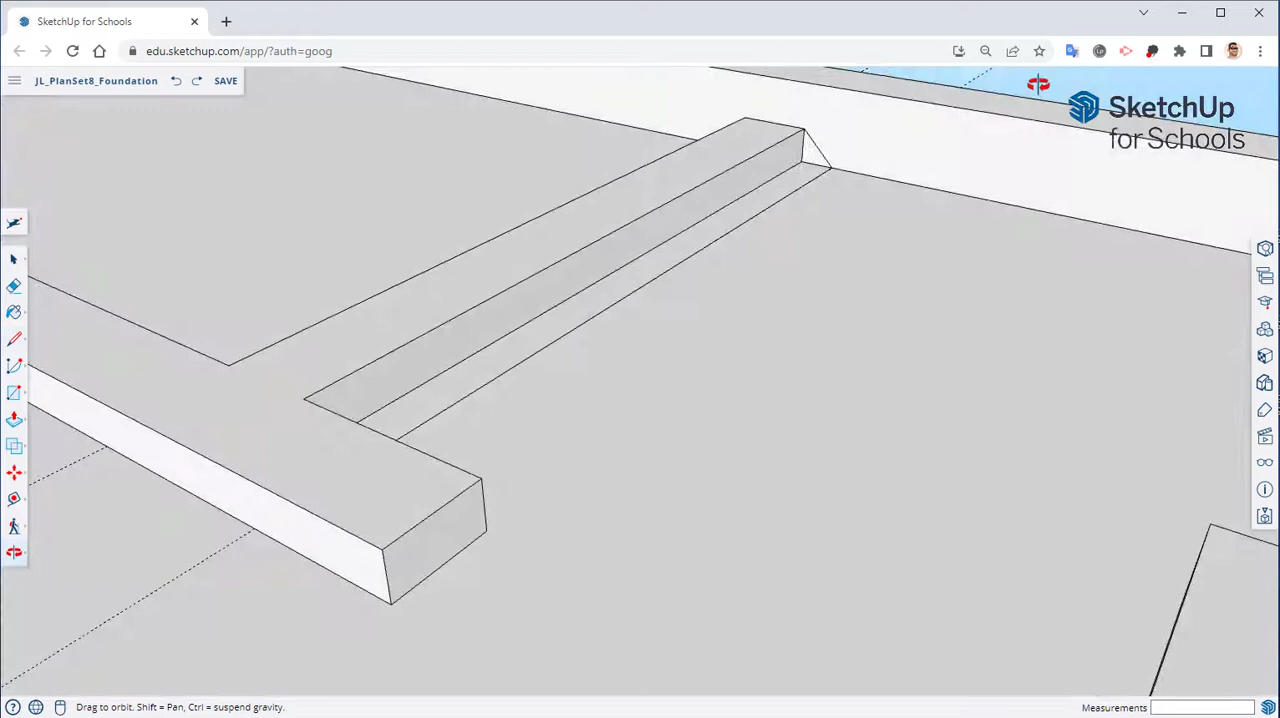 SketchUp for Schools
edu.sketchup.com/app/?auth=goog
JL_PlanSet8_Foundation
SAVE
SketchUp
for Schools
Drag to orbit. Shift = Pan, Ctrl = suspend gravity.
Measurements